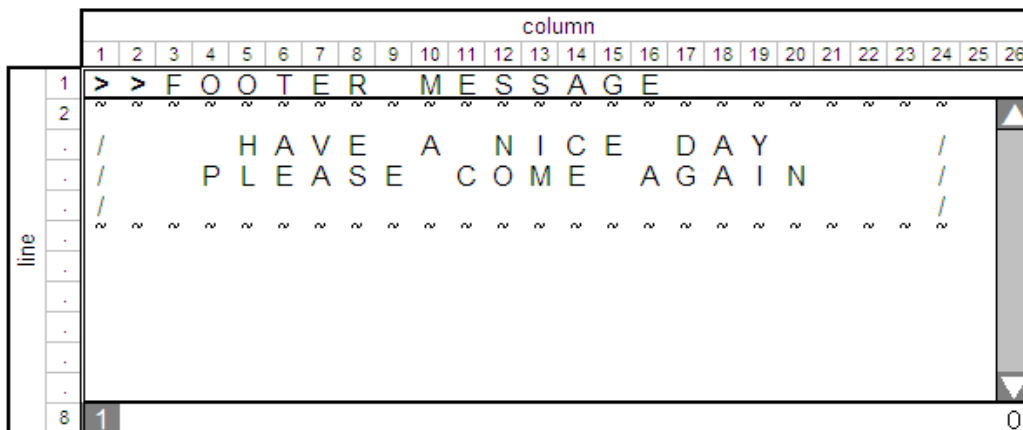 column
1 2 3 4 5 6 7 8 9 10 11 12 13 14 15 16 17 18 19 20 21 22 23 24 25 26
line
1 >>FOOTER MESSAGE
2 ~~~~~~~~~~~~~~~~~~~~~~~~
. / HAVE A NICE DAY /
. / PLEASE COME AGAIN /
. / /
. ~~~~~~~~~~~~~~~~~~~~~~~~
.
.
.
.
.
8 1 0